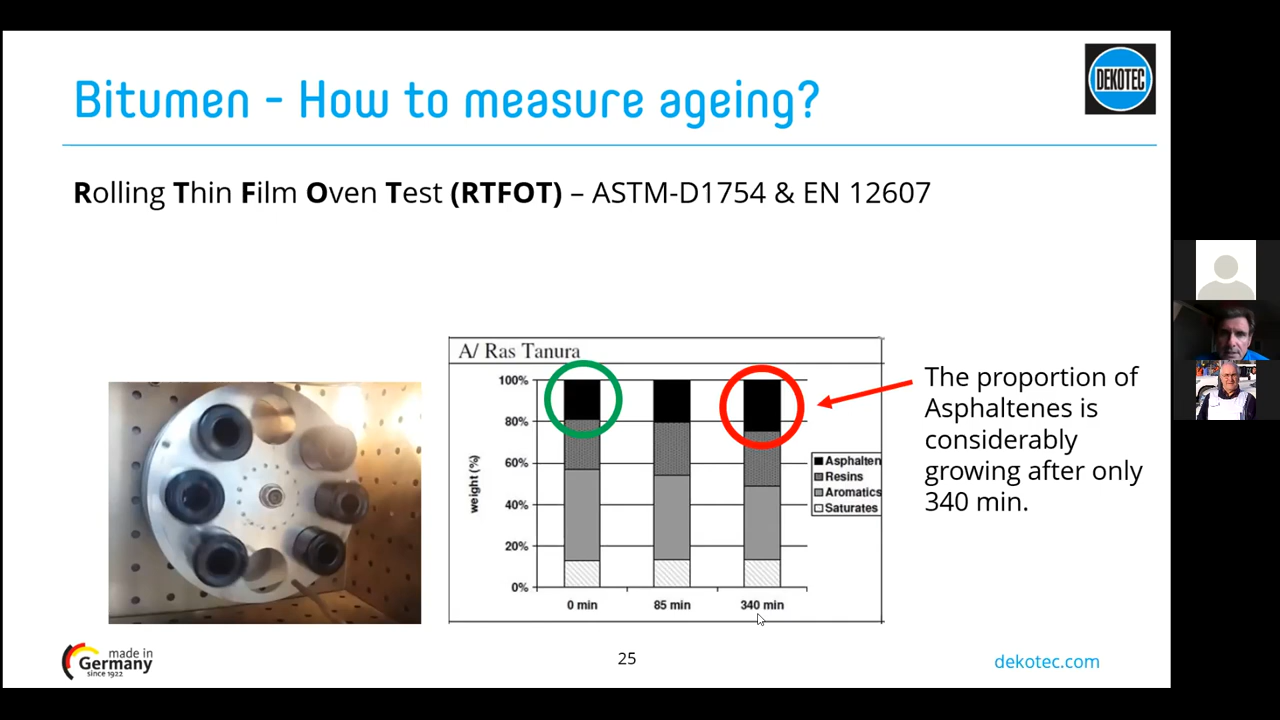 Bitumen - How to measure ageing?
DEKOTEC
Rolling Thin Film Oven Test (RTFOT) – ASTM-D1754 & EN 12607
A/ Ras Tanura
100%
80%
60%
40%
20%
0%
weight (%)
0 min
85 min
340 min
Asphalten
Resins
Aromatics
Saturates
The proportion of
Asphaltenes is
considerably
growing after only
340 min.
made in
Germany
since 1922
25
dekotec.com